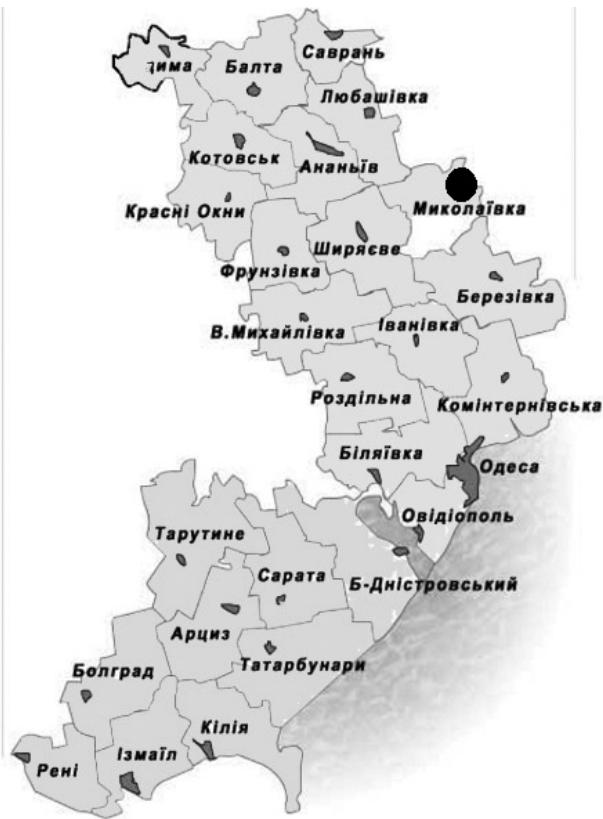 Саврань
Балта
Любашівка
Котовськ
Ананьїв
Красні Окни
Миколаївка
Ширяєве
Фрунзівка
Березівка
В.Михайлівка
Іванівка
Роздільна
Комінтернівська
Біляївка
Одеса
Овідіополь
Тарутине
Сарата
Б-Дністровський
Арциз
Татарбунари
Болград
Кілія
Ізмаїл
Рені